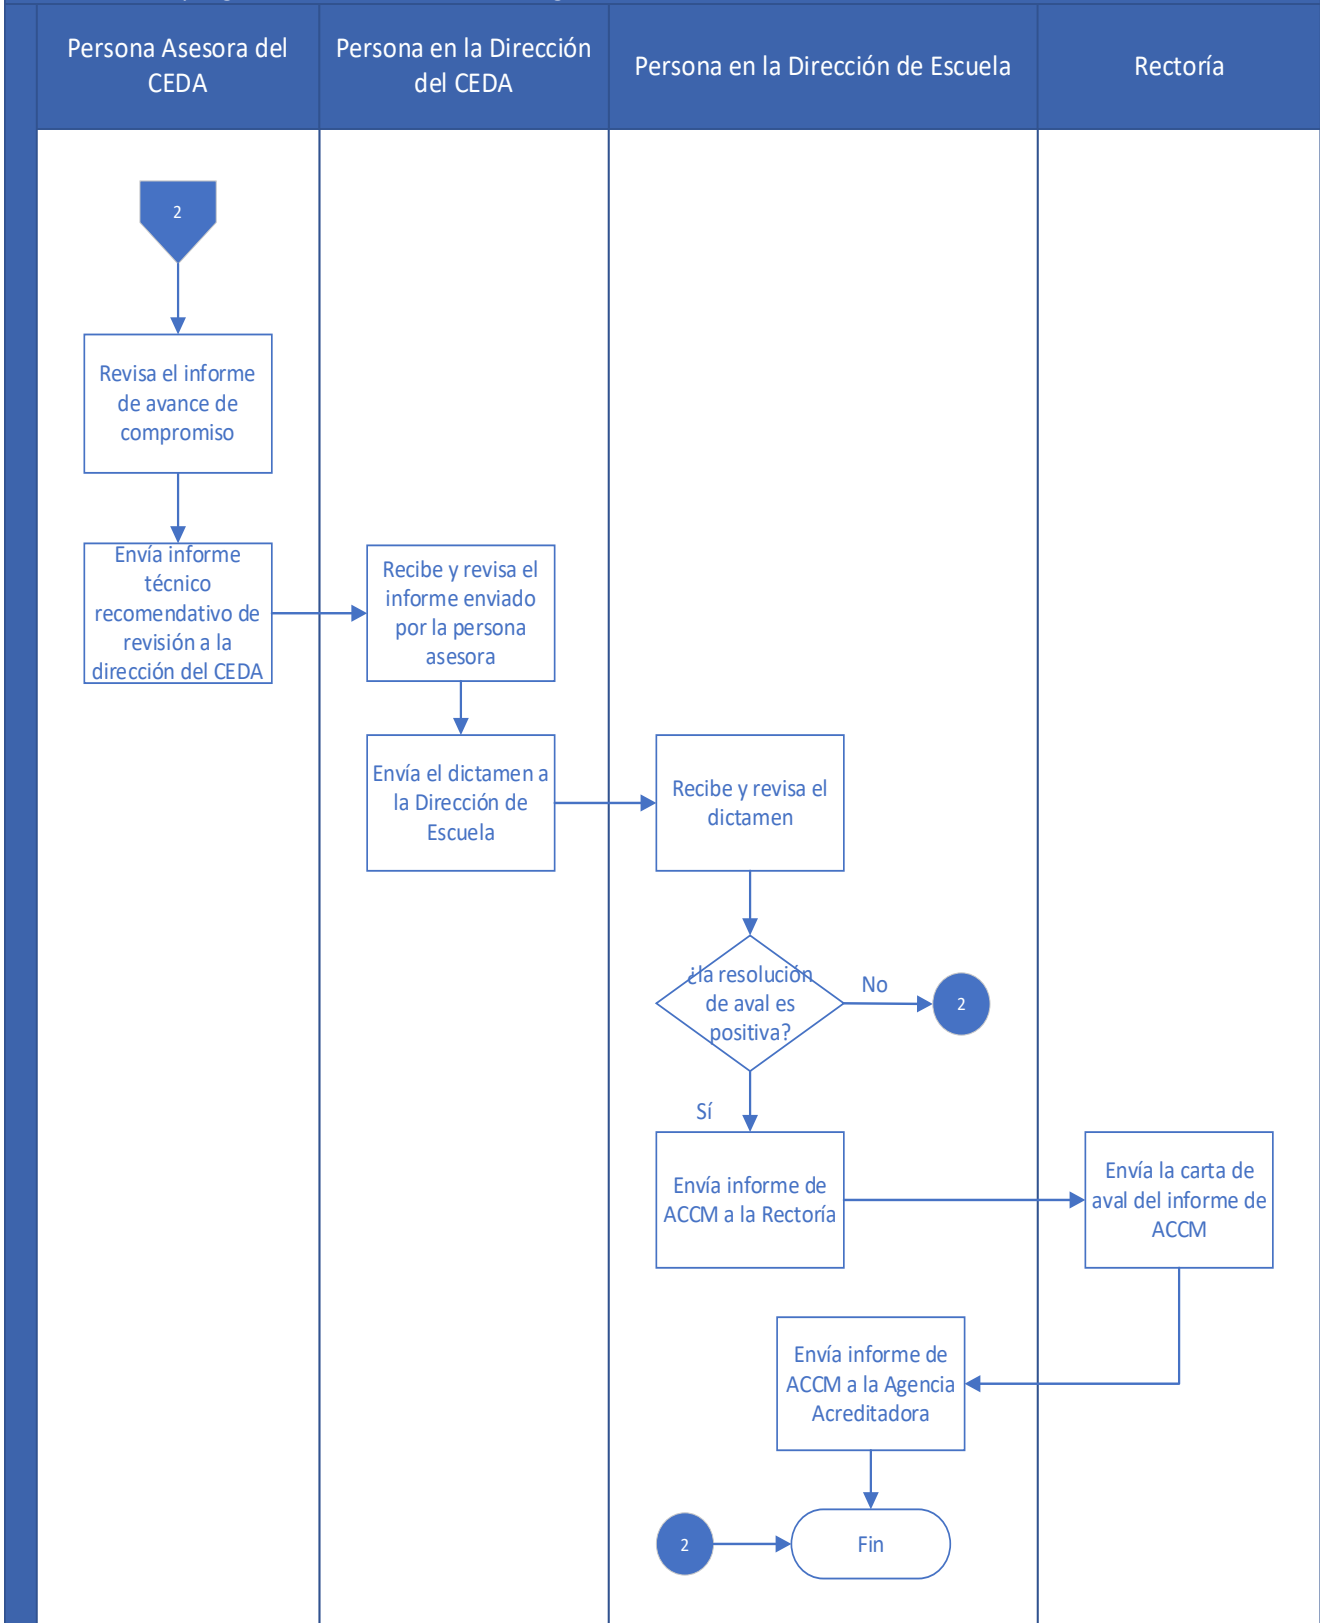 Persona Asesora del
CEDA
Persona en la Dirección
del CEDA
Persona en la Dirección de Escuela
Rectoría
2
Revisa el informe
de avance de
compromiso
Envía informe
técnico
recomendativo de
revisión a la
dirección del CEDA
Recibe y revisa el
informe enviado
por la persona
asesora
Envía el dictamen a
la Dirección de
Escuela
Recibe y revisa el
dictamen
¿la resolución
de aval es
positiva?
No
2
Sí
Envía informe de
ACCM a la Rectoría
Envía la carta de
aval del informe de
ACCM
Envía informe de
ACCM a la Agencia
Acreditadora
2
Fin